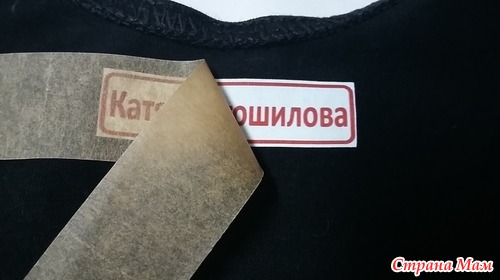 Кат ошилова
Страна Мам